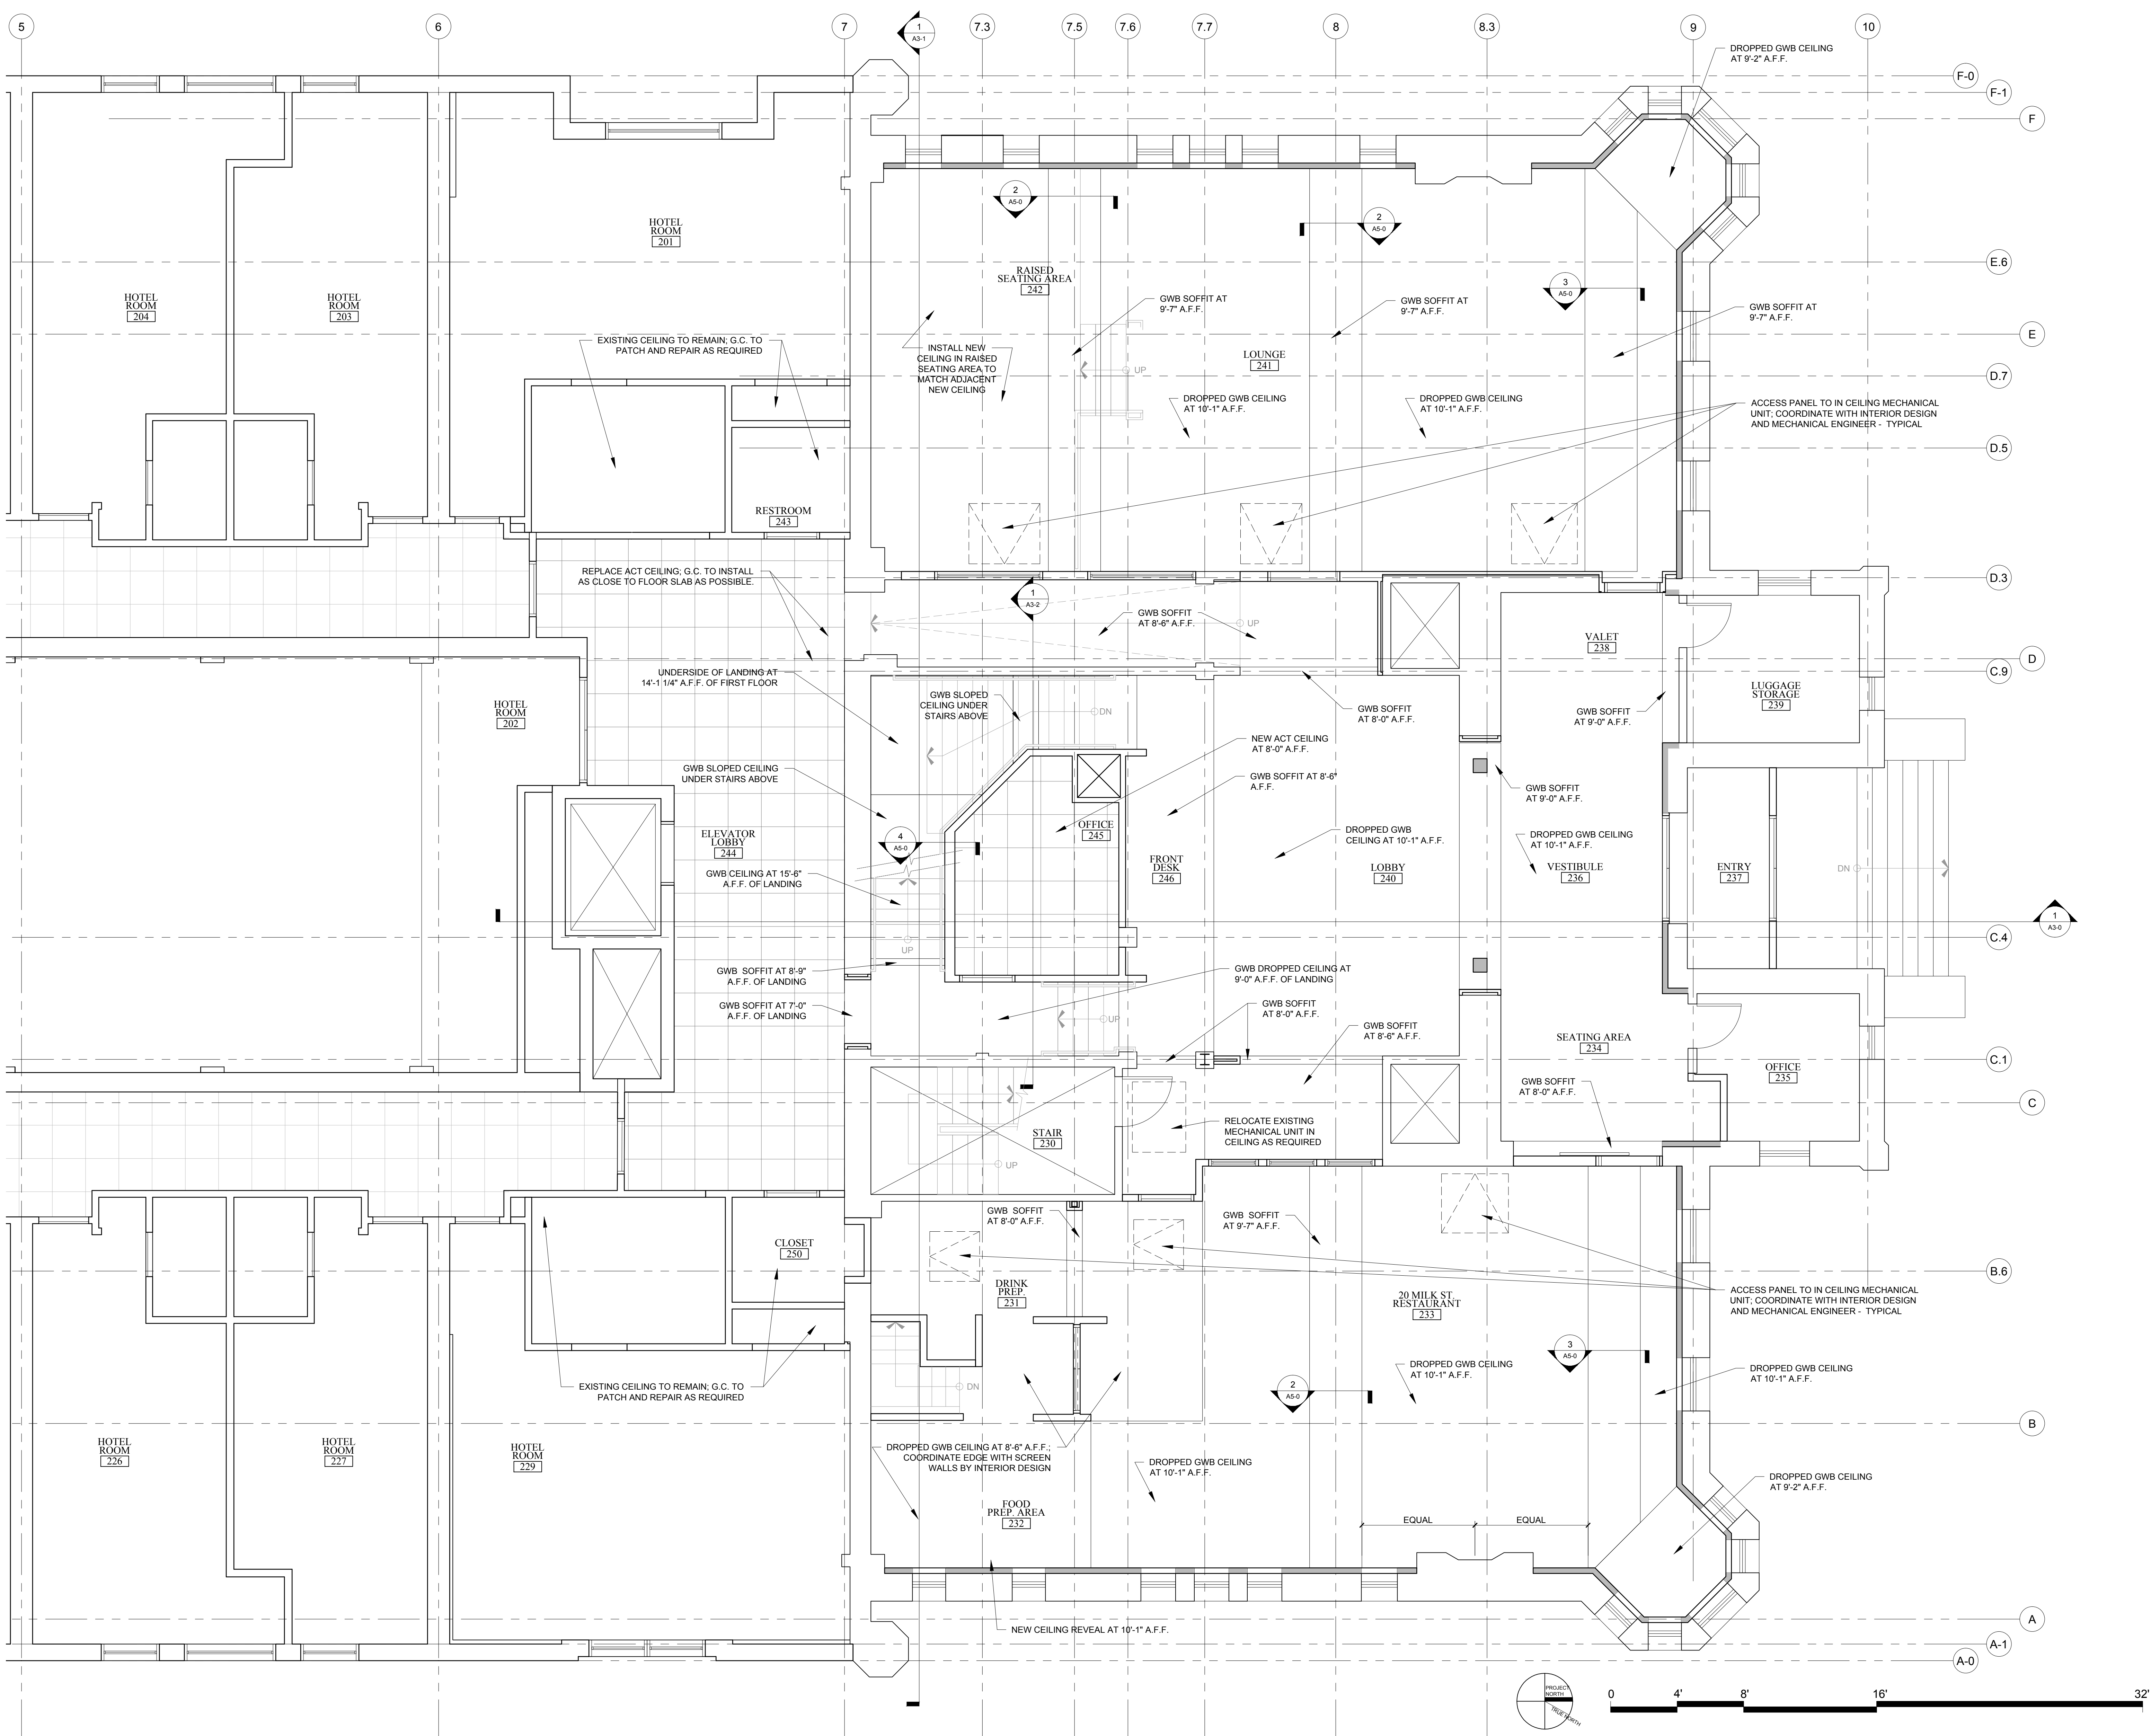 5
6
7
1
A3-1
7.3
7.5
7.6
7.7
8
8.3
9
10
DROPPED GWB CEILING
AT 9'-2" A.F.F.
F-0
F-1
F
2
A5-0
2
A5-0
HOTEL
ROOM
201
E.6
RAISED
SEATING AREA
242
3
A5-0
HOTEL
ROOM
204
HOTEL
ROOM
203
GWB SOFFIT AT
9'-7" A.F.F.
GWB SOFFIT AT
9'-7" A.F.F.
GWB SOFFIT AT
9'-7" A.F.F.
E
EXISTING CEILING TO REMAIN; G.C. TO
PATCH AND REPAIR AS REQUIRED
INSTALL NEW
CEILING IN RAISED
SEATING AREA TO
MATCH ADJACENT
NEW CEILING
LOUNGE
241
UP
D.7
DROPPED GWB CEILING
AT 10'-1" A.F.F.
DROPPED GWB CEILING
AT 10'-1" A.F.F.
ACCESS PANEL TO IN CEILING MECHANICAL
UNIT; COORDINATE WITH INTERIOR DESIGN
AND MECHANICAL ENGINEER - TYPICAL
D.5
RESTROOM
243
REPLACE ACT CEILING; G.C. TO INSTALL
AS CLOSE TO FLOOR SLAB AS POSSIBLE.
D.3
1
A3-2
GWB SOFFIT
AT 8'-6" A.F.F.
UP
VALET
238
D
UNDERSIDE OF LANDING AT
14'-1 1/4" A.F.F. OF FIRST FLOOR
C.9
GWB SLOPED
CEILING UNDER
STAIRS ABOVE
DN
GWB SOFFIT
AT 8'-0" A.F.F.
GWB SOFFIT
AT 9'-0" A.F.F.
LUGGAGE
STORAGE
239
HOTEL
ROOM
202
NEW ACT CEILING
AT 8'-0" A.F.F.
GWB SLOPED CEILING
UNDER STAIRS ABOVE
GWB SOFFIT AT 8'-6"
A.F.F.
GWB SOFFIT
AT 9'-0" A.F.F.
ELEVATOR
LOBBY
244
4
A5-0
OFFICE
245
DROPPED GWB
CEILING AT 10'-1" A.F.F.
DROPPED GWB CEILING
AT 10'-1" A.F.F.
FRONT
DESK
246
LOBBY
240
VESTIBULE
236
ENTRY
237
DN
GWB CEILING AT 15'-6"
A.F.F. OF LANDING
1
A3-0
UP
C.4
GWB SOFFIT AT 8'-9"
A.F.F. OF LANDING
GWB DROPPED CEILING AT
9'-0" A.F.F. OF LANDING
GWB SOFFIT AT 7'-0"
A.F.F. OF LANDING
UP
GWB SOFFIT
AT 8'-0" A.F.F.
GWB SOFFIT
AT 8'-6" A.F.F.
SEATING AREA
234
C.1
OFFICE
235
GWB SOFFIT
AT 8'-0" A.F.F.
C
RELOCATE EXISTING
MECHANICAL UNIT IN
CEILING AS REQUIRED
STAIR
230
UP
GWB SOFFIT
AT 8'-0" A.F.F.
GWB SOFFIT
AT 9'-7" A.F.F.
CLOSET
250
B.6
DRINK
PREP.
231
20 MILK ST.
RESTAURANT
233
ACCESS PANEL TO IN CEILING MECHANICAL
UNIT; COORDINATE WITH INTERIOR DESIGN
AND MECHANICAL ENGINEER - TYPICAL
3
A5-0
DROPPED GWB CEILING
AT 10'-1" A.F.F.
DROPPED GWB CEILING
AT 10'-1" A.F.F.
EXISTING CEILING TO REMAIN; G.C. TO
PATCH AND REPAIR AS REQUIRED
DN
2
A5-0
B
HOTEL
ROOM
226
HOTEL
ROOM
227
HOTEL
ROOM
229
DROPPED GWB CEILING AT 8'-6" A.F.F.;
COORDINATE EDGE WITH SCREEN
WALLS BY INTERIOR DESIGN
DROPPED GWB CEILING
AT 10'-1" A.F.F.
DROPPED GWB CEILING
AT 9'-2" A.F.F.
FOOD
PREP. AREA
232
EQUAL
EQUAL
A
NEW CEILING REVEAL AT 10'-1" A.F.F.
A-1
A-0
PROJECT
NORTH
TRUE NORTH
0
4'
8'
16'
32'